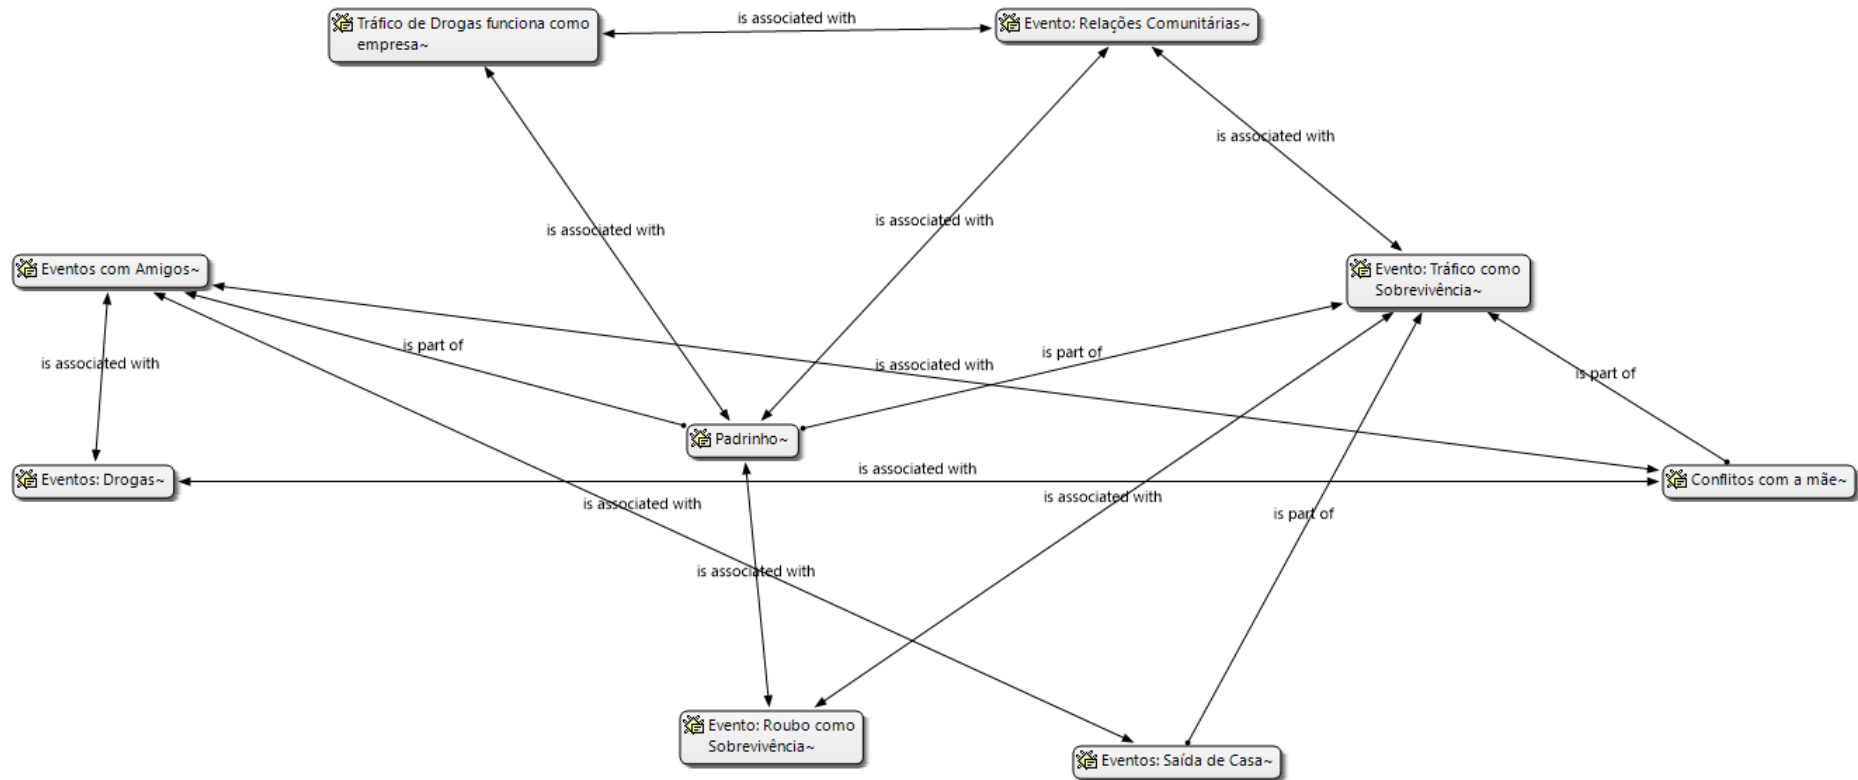 is associated with
Tráfico de Drogas funciona como
empresa~
Evento: Relações Comunitárias~
is associated with
is associated with
is associated with
Eventos com Amigos~
Evento: Tráfico como
Sobrevivência~
is part of
is part of
is associated with
is associated with
is part of
Padrinho~
is associated with
Eventos: Drogas~
Conflitos com a mãe~
is associated with
is associated with
is part of
is associated with
Evento: Roubo como
Sobrevivência~
Eventos: Saída de Casa~